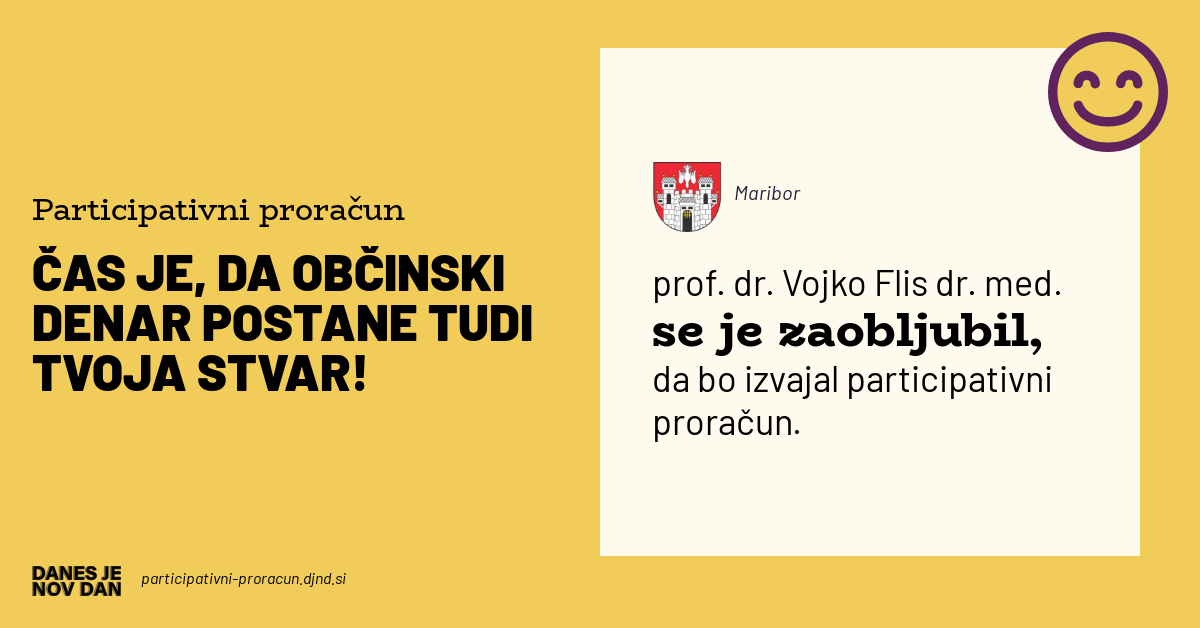 Participativni proračun
ČAS JE, DA OBČINSKI
DENAR POSTANE TUDI
TVOJA STVAR!
DANES JE
NOV DAN
participativni-proracun.djnd.si
Maribor
prof. dr. Vojko Flis dr. med.
se je zaobljubil,
da bo izvajal participativni
proračun.